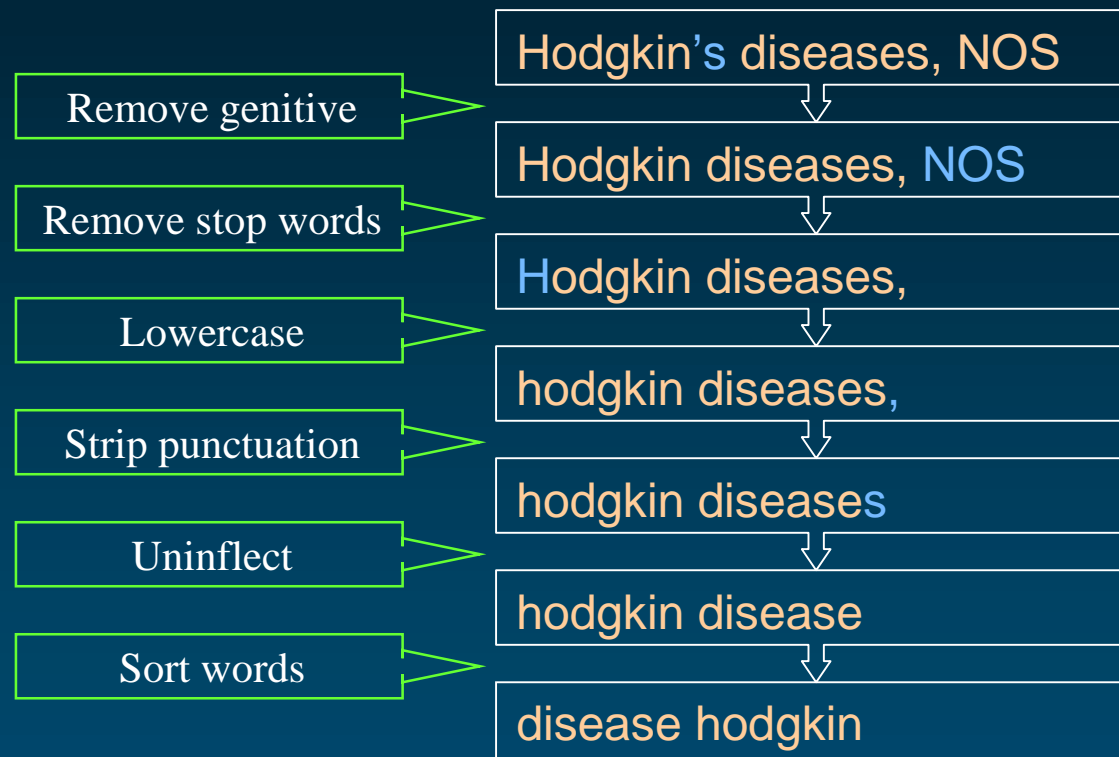 Hodgkin’s diseases, NOS
Remove genitive
Hodgkin diseases, NOS
Remove stop words
Hodgkin diseases,
Lowercase
hodgkin diseases,
Strip punctuation
hodgkin diseases
Uninflect
hodgkin disease
Sort words
disease hodgkin